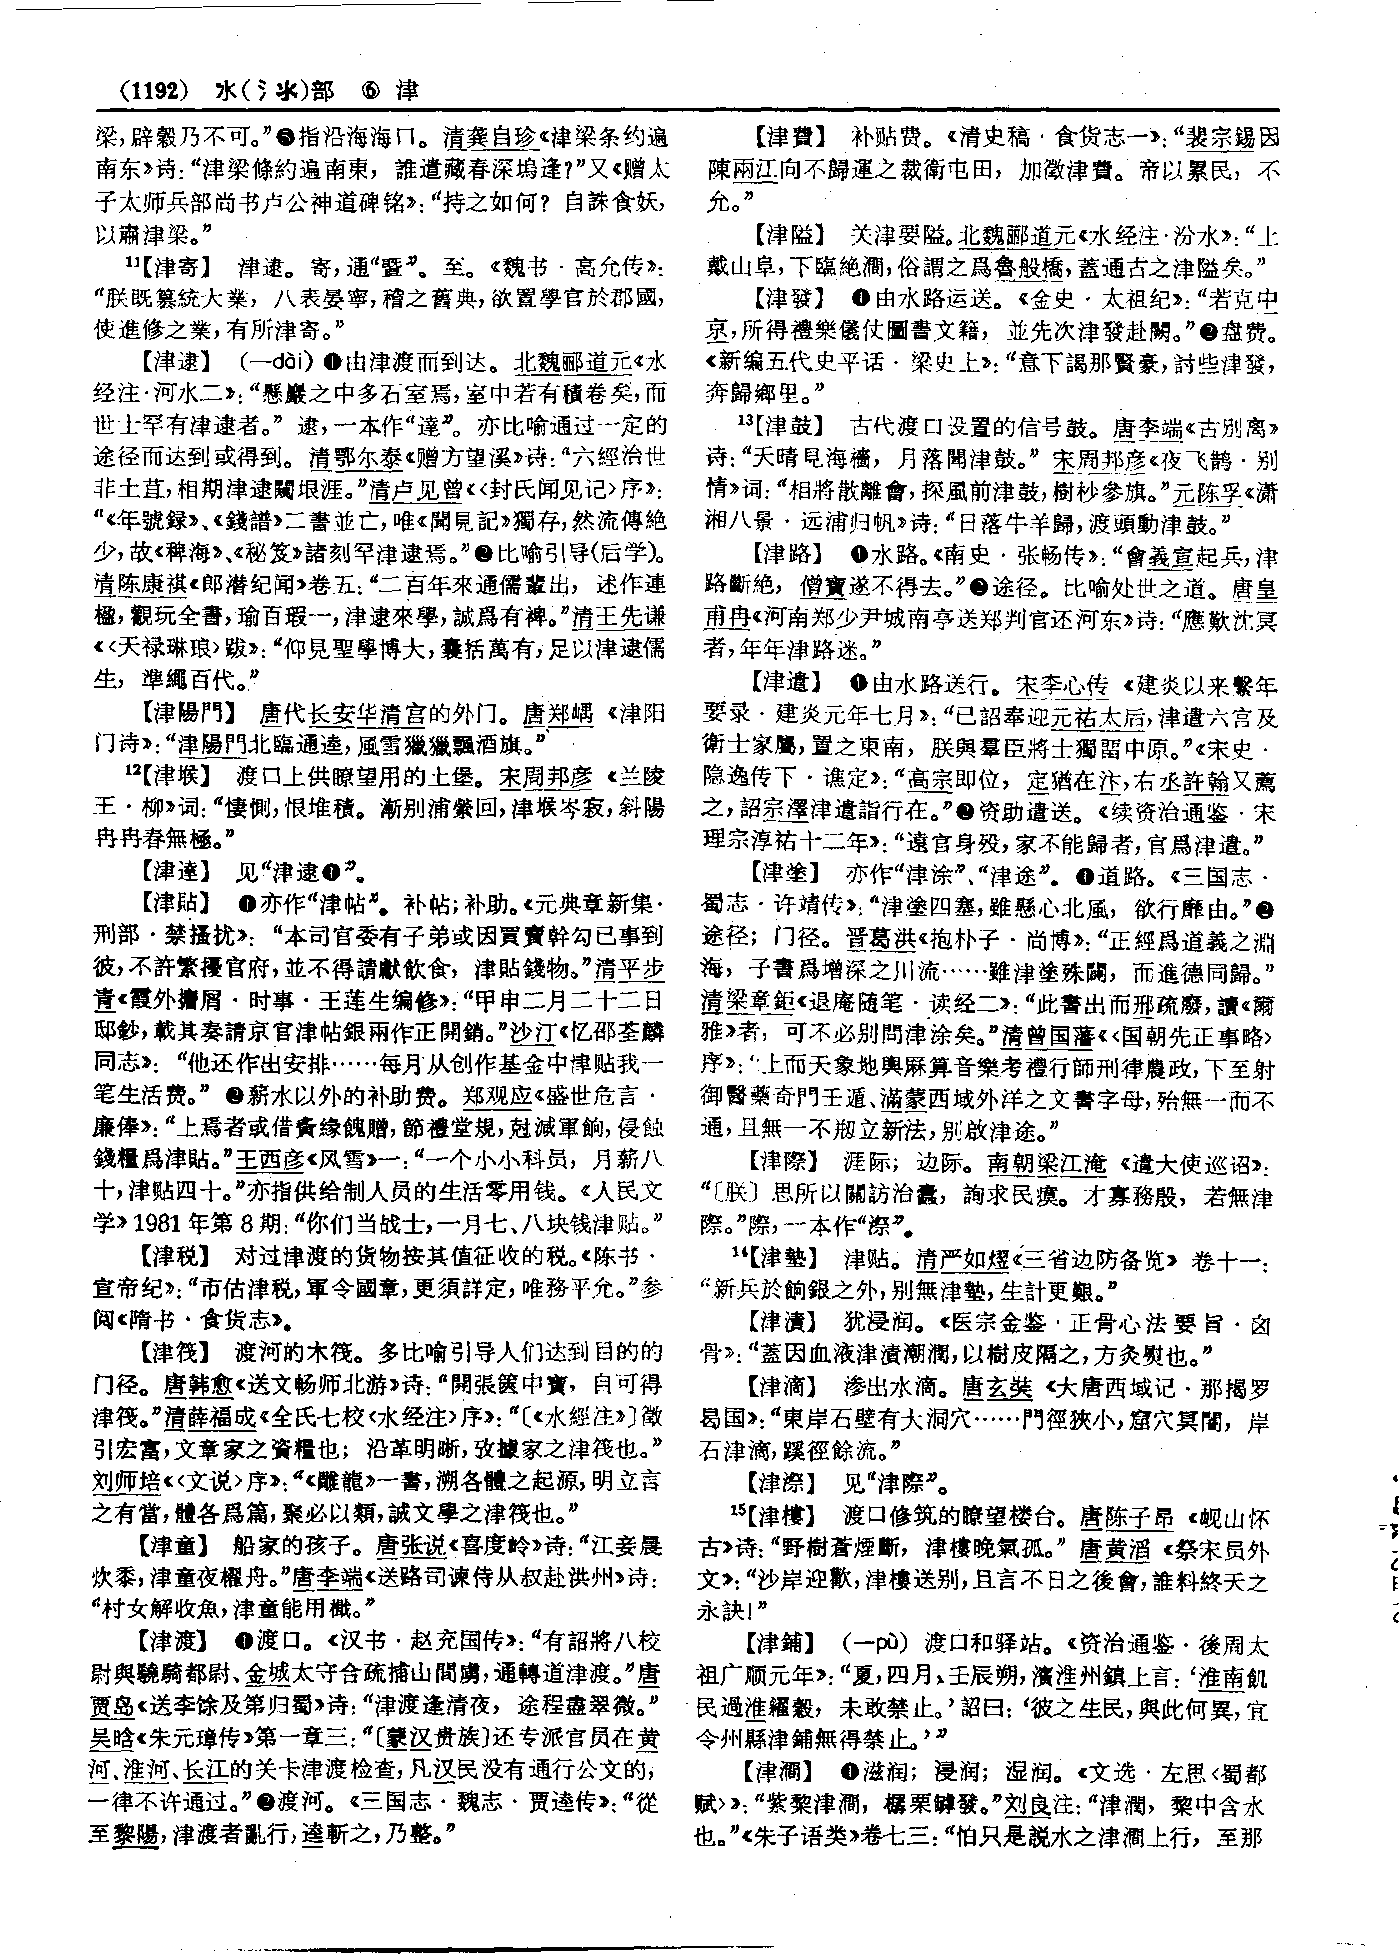 (1192) 水(氵氺)部 ⑥ 津
梁,辟穀乃不可。”❺指沿海海口。清龚自珍《津梁条约遍
南东》诗:“津梁條約遍南東，誰遣藏春深塢逢?”又《赠太
子太师兵部尚书卢公神道碑铭》:“持之如何？自誅食妖,
以肅津梁。”
11【津寄】 津逮。寄,通“暨”。至。《魏书·高允传》:
“朕既纂統大業，八表晏寧,稽之舊典,欲置學官於郡國,
使進修之業,有所津寄。”
【津逮】 (—dài) ❶由津渡而到达。北魏郦道元《水
经注·河水二》:“懸巖之中多石室焉,室中若有積卷矣,而
世士罕有津逮者。”逮,一本作“達”。亦比喻通过一定的
途径而达到或得到。清鄂尔泰《赠方望溪》诗:“六經治世
非土苴,相期津逮闢垠涯。”清卢见曾《〈封氏闻见记〉序》:
“《年號録》、《錢譜》二書並亡,唯《聞見記》獨存,然流傳絶
少,故《稗海》、《秘笈》諸刻罕津逮焉。”❷比喻引导(后学)。
清陈康祺《郎潜纪闻》卷五:“二百年來通儒輩出，述作連
楹,觀玩全書,瑜百瑕一,津逮來學,誠爲有裨。”清王先谦
《〈天禄琳琅〉跋》:“仰見聖學博大,囊括萬有,足以津逮儒
生，準繩百代。”
【津陽門】 唐代长安华清宫的外门。唐郑嵎《津阳
门诗》:“津陽門北臨通逵,風雪獵獵飄酒旗。”
12【津堠】 渡口上供瞭望用的土堡。宋周邦彦《兰陵
王·柳》词:“悽惻,恨堆積。漸别浦縈回,津堠岑寂,斜陽
冉冉春無極。”
【津達】 见“津逮❶”。
【津貼】 ❶亦作“津帖”。补帖;补助。《元典章新集·
刑部·禁搔扰》:“本司官委有子弟或因買賣幹勾已事到
彼,不許繁擾官府,並不得請獻飲食，津貼錢物。”清平步
青《霞外攟屑·时事·王莲生编修》:“甲申二月二十二日
邸鈔,載其奏請京官津帖銀兩作正開銷。”沙汀《忆邵荃麟
同志》:“他还作出安排……每月从创作基金中津贴我一
笔生活费。”❷薪水以外的补助费。郑观应《盛世危言·
廉俸》:“上焉者或借夤缘餽贈,節禮堂規,尅減軍餉,侵蝕
錢糧爲津貼。”王西彦《风雪》一:“一个小小科员，月薪八
十,津贴四十。”亦指供给制人员的生活零用钱。《人民文
学》1981年第8期:“你们当战士,一月七、八块钱津贴。”
【津税】 对过津渡的货物按其值征收的税。《陈书·
宣帝纪》:“市估津税,軍令國章,更須詳定,唯務平允。”参
阅《隋书·食货志》。
【津筏】 渡河的木筏。多比喻引导人们达到目的的
门径。唐韩愈《送文畅师北游》诗:“開張篋中寶，自可得
津筏。”清薛福成《全氏七校〈水经注〉序》:“〔《水經注》〕徵
引宏富,文章家之資糧也；沿革明晰,攷據家之津筏也。”
刘师培《〈文说〉序》:“《雕龍》一書,溯各體之起源,明立言
之有當,體各爲篇,聚必以類,誠文學之津筏也。”
【津童】 船家的孩子。唐张说《喜度岭》诗:“江妾晨
炊黍,津童夜櫂舟。”唐李端《送路司谏侍从叔赴洪州》诗:
“村女解收魚,津童能用檝。”
【津渡】 ❶渡口。《汉书·赵充国传》:“有詔將八校
尉與驍騎都尉、金城太守合疏捕山間虜,通轉道津渡。”唐
贾岛《送李馀及第归蜀》诗:“津渡逢清夜，途程盡翠微。”
吴晗《朱元璋传》第一章三:“〔蒙汉贵族〕还专派官员在黄
河、淮河、长江的关卡津渡检查,凡汉民没有通行公文的,
一律不许通过。”❷渡河。《三国志·魏志·贾逵传》:“從
至黎陽,津渡者亂行,逵斬之,乃整。”
【津費】 补贴费。《清史稿·食货志一》:“裴宗錫因
陳兩江向不歸運之裁衛屯田，加徵津費。帝以累民，不
允。”
【津隘】 关津要隘。北魏郦道元《水经注·汾水》:“上
戴山阜,下臨絶澗,俗謂之爲魯般橋,蓋通古之津隘矣。”
【津發】 ❶由水路运送。《金史·太祖纪》:“若克中
京,所得禮樂儀仗圖書文籍，並先次津發赴闕。”❷盘费。
《新编五代史平话·梁史上》:“意下謁那賢豪,討些津發,
奔歸鄉里。”
13【津鼓】 古代渡口设置的信号鼓。唐李端《古别离》
诗:“天晴見海檣，月落聞津鼓。”宋周邦彦《夜飞鹊·别
情》词:“相將散離會,探風前津鼓,樹杪參旗。”元陈孚《潇
湘八景·远浦归帆》诗:“日落牛羊歸,渡頭動津鼓。”
【津路】 ❶水路。《南史·张畅传》:“會義宣起兵,津
路斷絶，僧寶遂不得去。”❷途径。比喻处世之道。唐皇
甫冉《河南郑少尹城南亭送郑判官还河东》诗:“應歎沈冥
者,年年津路迷。”
【津遣】 ❶由水路送行。宋李心传《建炎以来繫年
要录·建炎元年七月》:“已詔奉迎元祐太后,津遣六宫及
衛士家屬,置之東南，朕與羣臣將士獨留中原。”《宋史·
隐逸传下·谯定》:“高宗即位，定猶在汴,右丞許翰又薦
之,詔宗澤津遣詣行在。”❷资助遣送。《续资治通鉴·宋
理宗淳祐十二年》:“遠官身殁,家不能歸者,官爲津遣。”
【津塗】 亦作“津涂”、“津途”。❶道路。《三国志·
蜀志·许靖传》:“津塗四塞,雖懸心北風，欲行靡由。”❷
途径；门径。晋葛洪《抱朴子·尚博》:“正經爲道義之淵
海，子書爲增深之川流……雖津塗殊闢，而進德同歸。”
清梁章鉅《退庵随笔·读经二》:“此書出而邢疏廢,讀《爾
雅》者，可不必别問津涂矣。”清曾国藩《〈国朝先正事略〉
序》:“上而天象地輿厤算音樂考禮行師刑律農政,下至射
御醫藥奇門壬遁、滿蒙西域外洋之文書字母,殆無一而不
通,且無一不剏立新法,别啟津途。”
【津際】 涯际；边际。南朝梁江淹《遣大使巡诏》:
“〔朕〕思所以關訪治蠹，詢求民瘼。才寡務殷，若無津
際。”際,一本作“漈”。
14【津墊】 津贴。清严如熤《三省边防备览》卷十一:
“新兵於餉銀之外,别無津墊,生計更艱。”
【津漬】 犹浸润。《医宗金鉴·正骨心法要旨·囟
骨》:“蓋因血液津漬潮潤,以樹皮隔之,方灸熨也。”
【津滴】 渗出水滴。唐玄奘《大唐西域记·那揭罗
曷国》:“東岸石壁有大洞穴……門徑狹小,窟穴冥闇，岸
石津滴,蹊徑餘流。”
【津漈】 见“津際”。
15【津樓】 渡口修筑的瞭望楼台。唐陈子昂《岘山怀
古》诗:“野樹蒼煙斷，津樓晚氣孤。”唐黄滔《祭宋员外
文》:“沙岸迎歡,津樓送别,且言不日之後會,誰料終天之
永訣!”
【津鋪】 (—pù) 渡口和驿站。《资治通鉴·後周太
祖广顺元年》:“夏,四月、壬辰朔,濱淮州鎮上言:‘淮南飢
民過淮糴穀，未敢禁止。’詔曰:‘彼之生民,與此何異,宜
令州縣津鋪無得禁止。’”
【津潤】 ❶滋润；浸润；湿润。《文选·左思〈蜀都
赋〉》:“紫棃津潤，樼栗罅發。”刘良注:“津潤，棃中含水
也。”《朱子语类》卷七三:“怕只是説水之津潤上行，至那